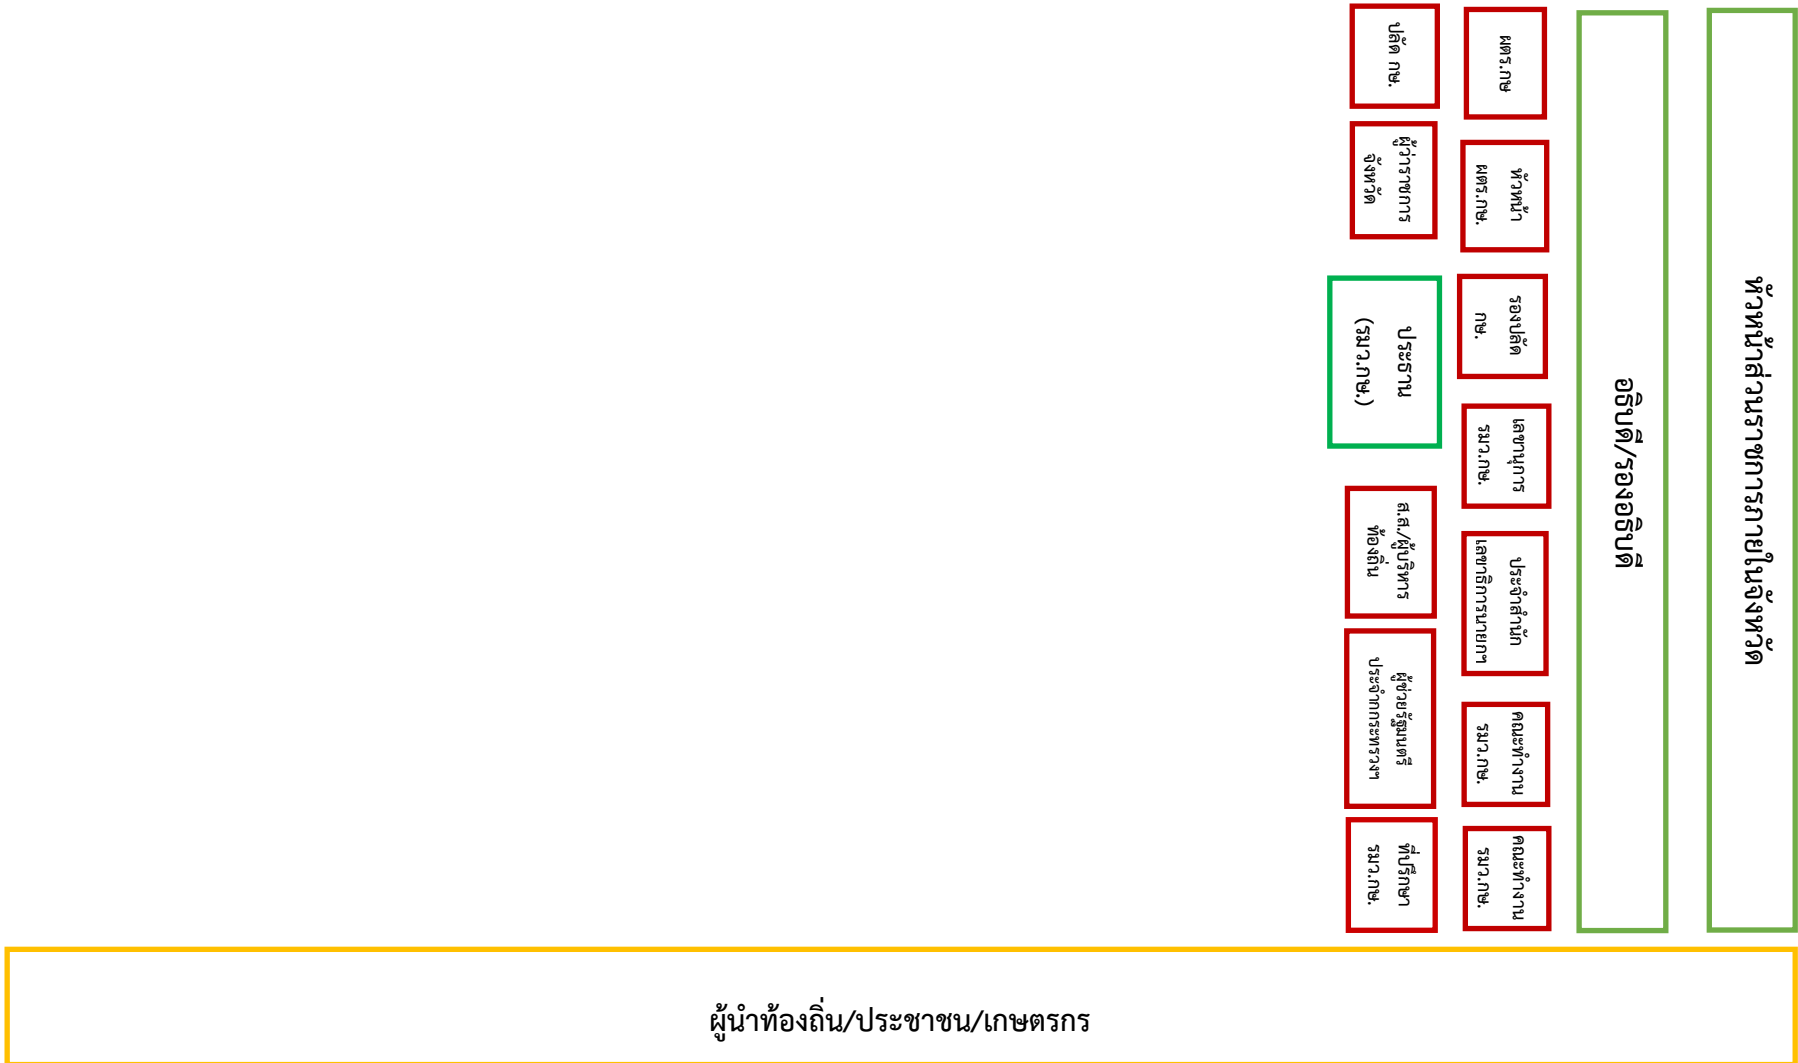 ปลัด กษ.
ผู้ว่าราชการ
จังหวัด
ประธาน
(รมว.กษ.)
ส.ส./ผู้บริหาร
ท้องถิ่น
ผู้ช่วยรัฐมนตรี
ประจำกกระทรวงฯ
ที่ปรึกษา
รมว.กษ.
ผตร.กษ
หัวหน้า
ผตร.กษ.
รองปลัด
กษ.
เลขานุการ
รมว.กษ.
ประจำสำนัก
เลขาธิการนายกฯ
คณะทำงาน
รมว.กษ.
คณะทำงาน
รมว.กษ.
อธิบดี/รองอธิบดี
หัวหน้าส่วนราชการภายในจังหวัด
ผู้นำท้องถิ่น/ประชาชน/เกษตรกร